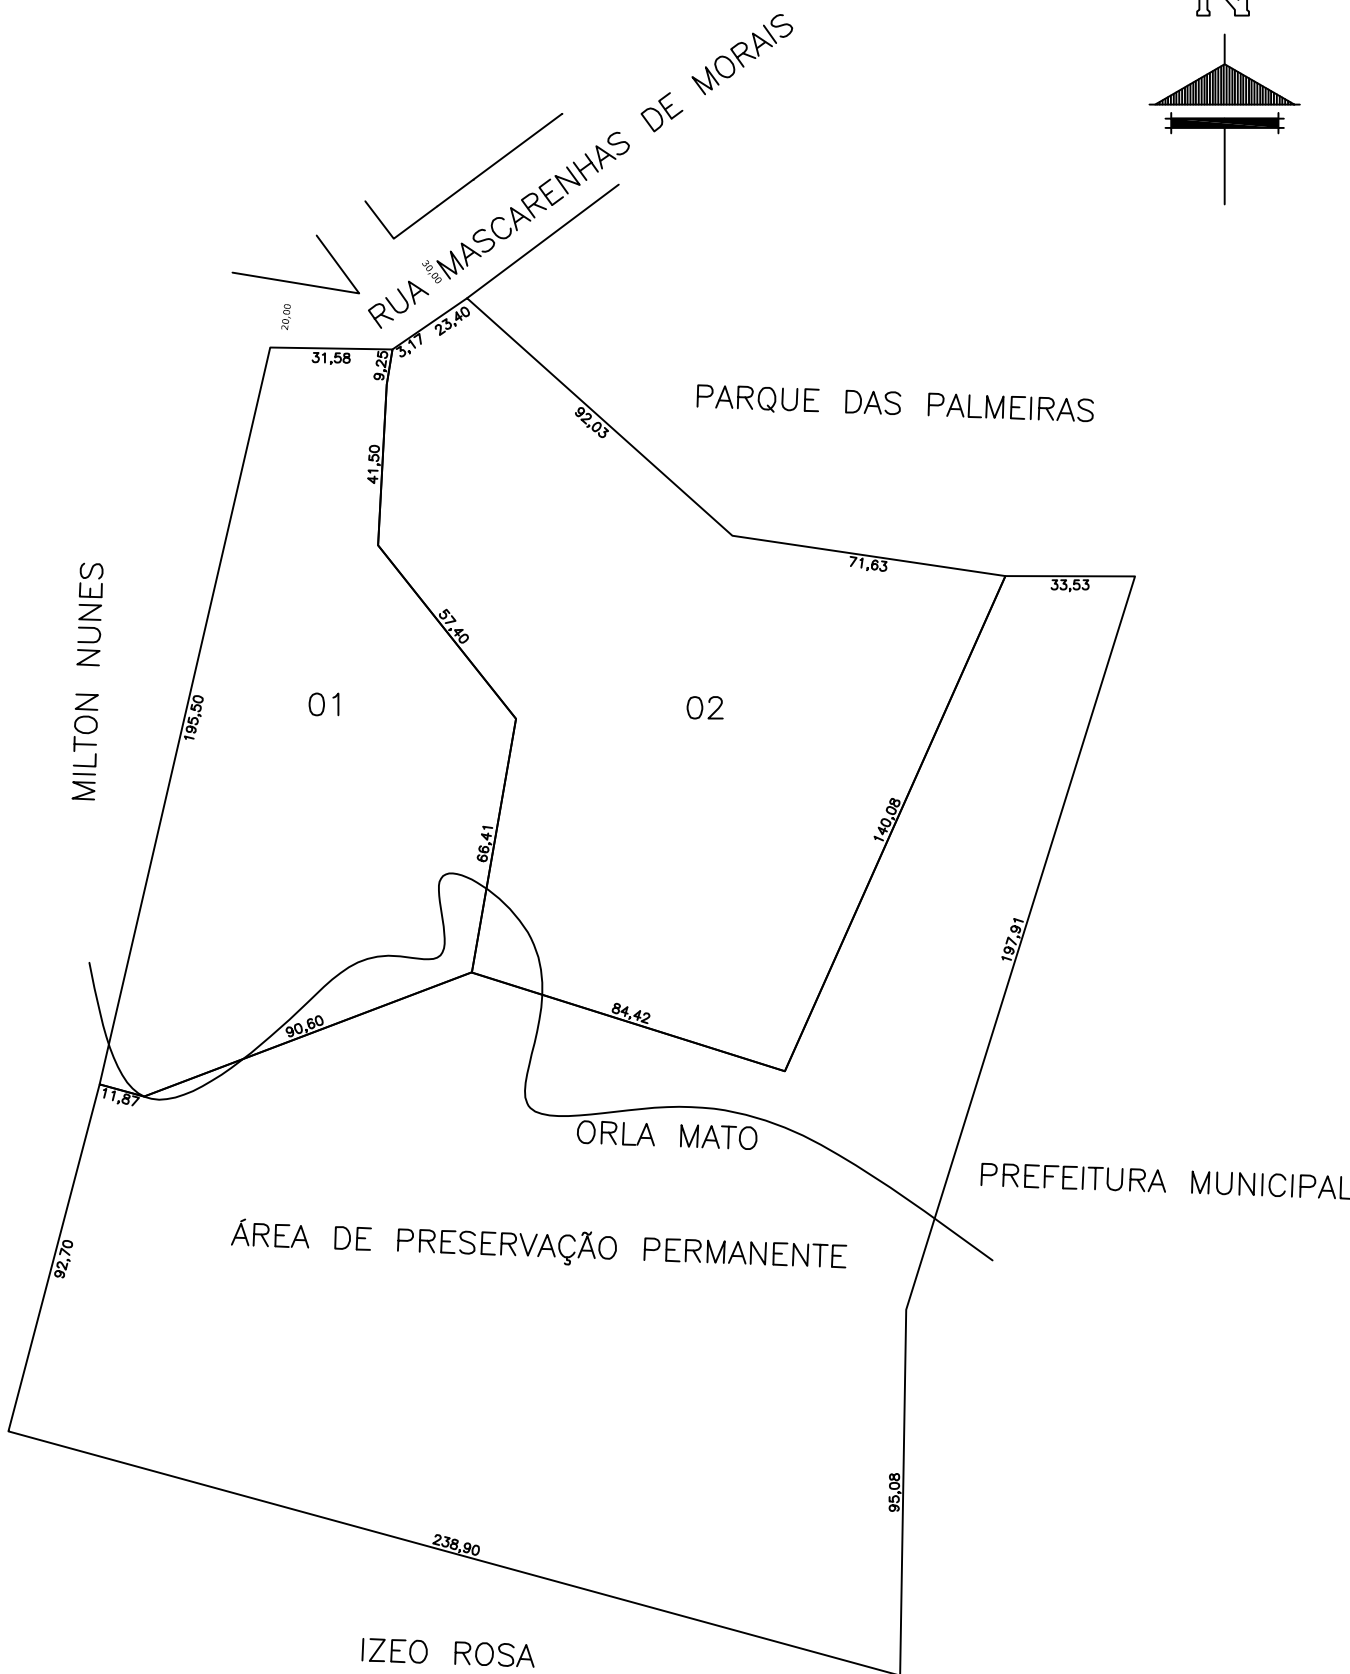 N
RUA MASCARENHAS DE MORAIS
30,00
20,00
31,58
9,25
3,17
23,40
92,03
PARQUE DAS PALMEIRAS
41,50
71,63
33,53
57,40
MILTON NUNES
195,50
01
02
66,41
140,08
197,91
90,60
84,42
11,87
ORLA MATO
PREFEITURA MUNICIPAL
ÁREA DE PRESERVAÇÃO PERMANENTE
92,70
95,08
238,90
IZEO ROSA